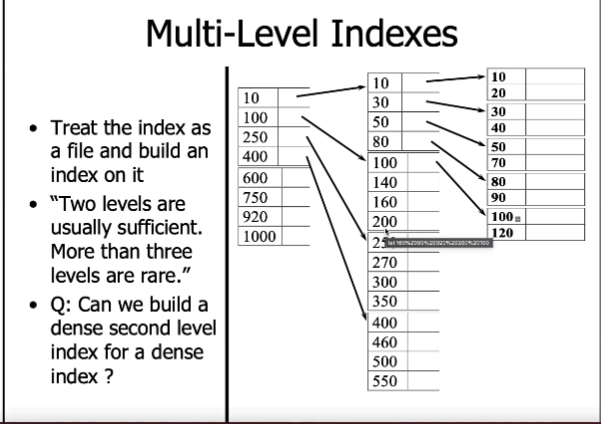 Multi-Level Indexes
• Treat the index as
a file and build an
index on it
• “Two levels are
usually sufficient.
More than three
levels are rare.”
• Q: Can we build a
dense second level
index for a dense
index ?
10
100
250
400
600
750
920
1000
10
30
50
80
100
140
160
200
270
300
350
400
460
500
550
10
20
30
40
50
70
80
90
100
120